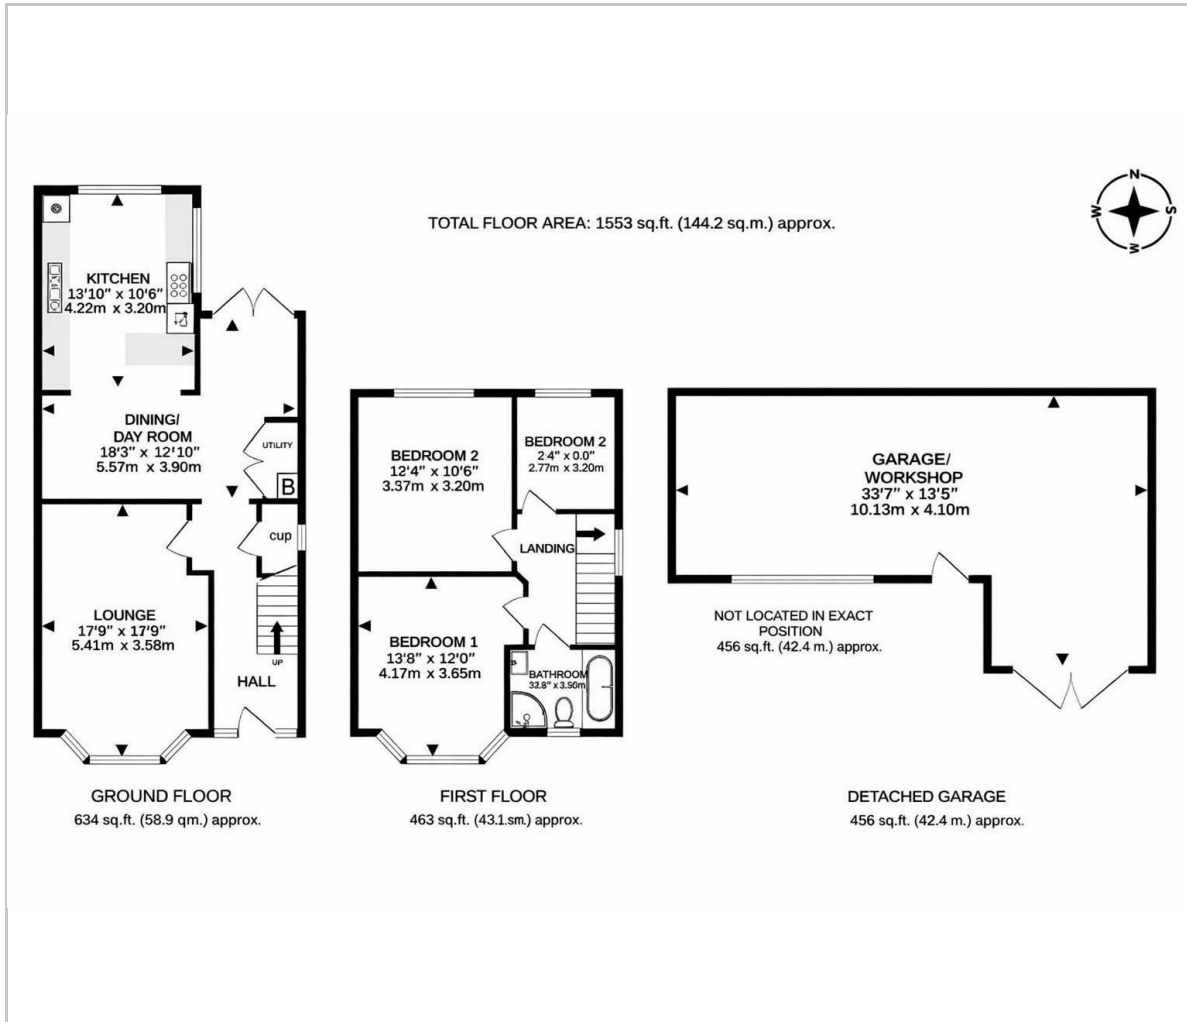 TOTAL FLOOR AREA: 1553 sq.ft. (144.2 sq.m.) approx.
N
W
S
W
KITCHEN
13'10" x 10'6"
4.22m x 3.20m
DINING/
DAY ROOM
18'3" x 12'10"
5.57m x 3.90m
UTILITY
B
cup
LOUNGE
17'9" x 17'9"
5.41m x 3.58m
UP
HALL
GROUND FLOOR
634 sq.ft. (58.9 qm.) approx.
BEDROOM 2
12'4" x 10'6"
3.37m x 3.20m
BEDROOM 2
2'4" x 0.0"
2.77m x 3.20m
LANDING
BEDROOM 1
13'8" x 12'0"
4.17m x 3.65m
BATHROOM
FIRST FLOOR
463 sq.ft. (43.1.sm.) approx.
GARAGE/
WORKSHOP
33'7" x 13'5"
10.13m x 4.10m
NOT LOCATED IN EXACT
POSITION
456 sq.ft. (42.4 m.) approx.
DETACHED GARAGE
456 sq.ft. (42.4 m.) approx.